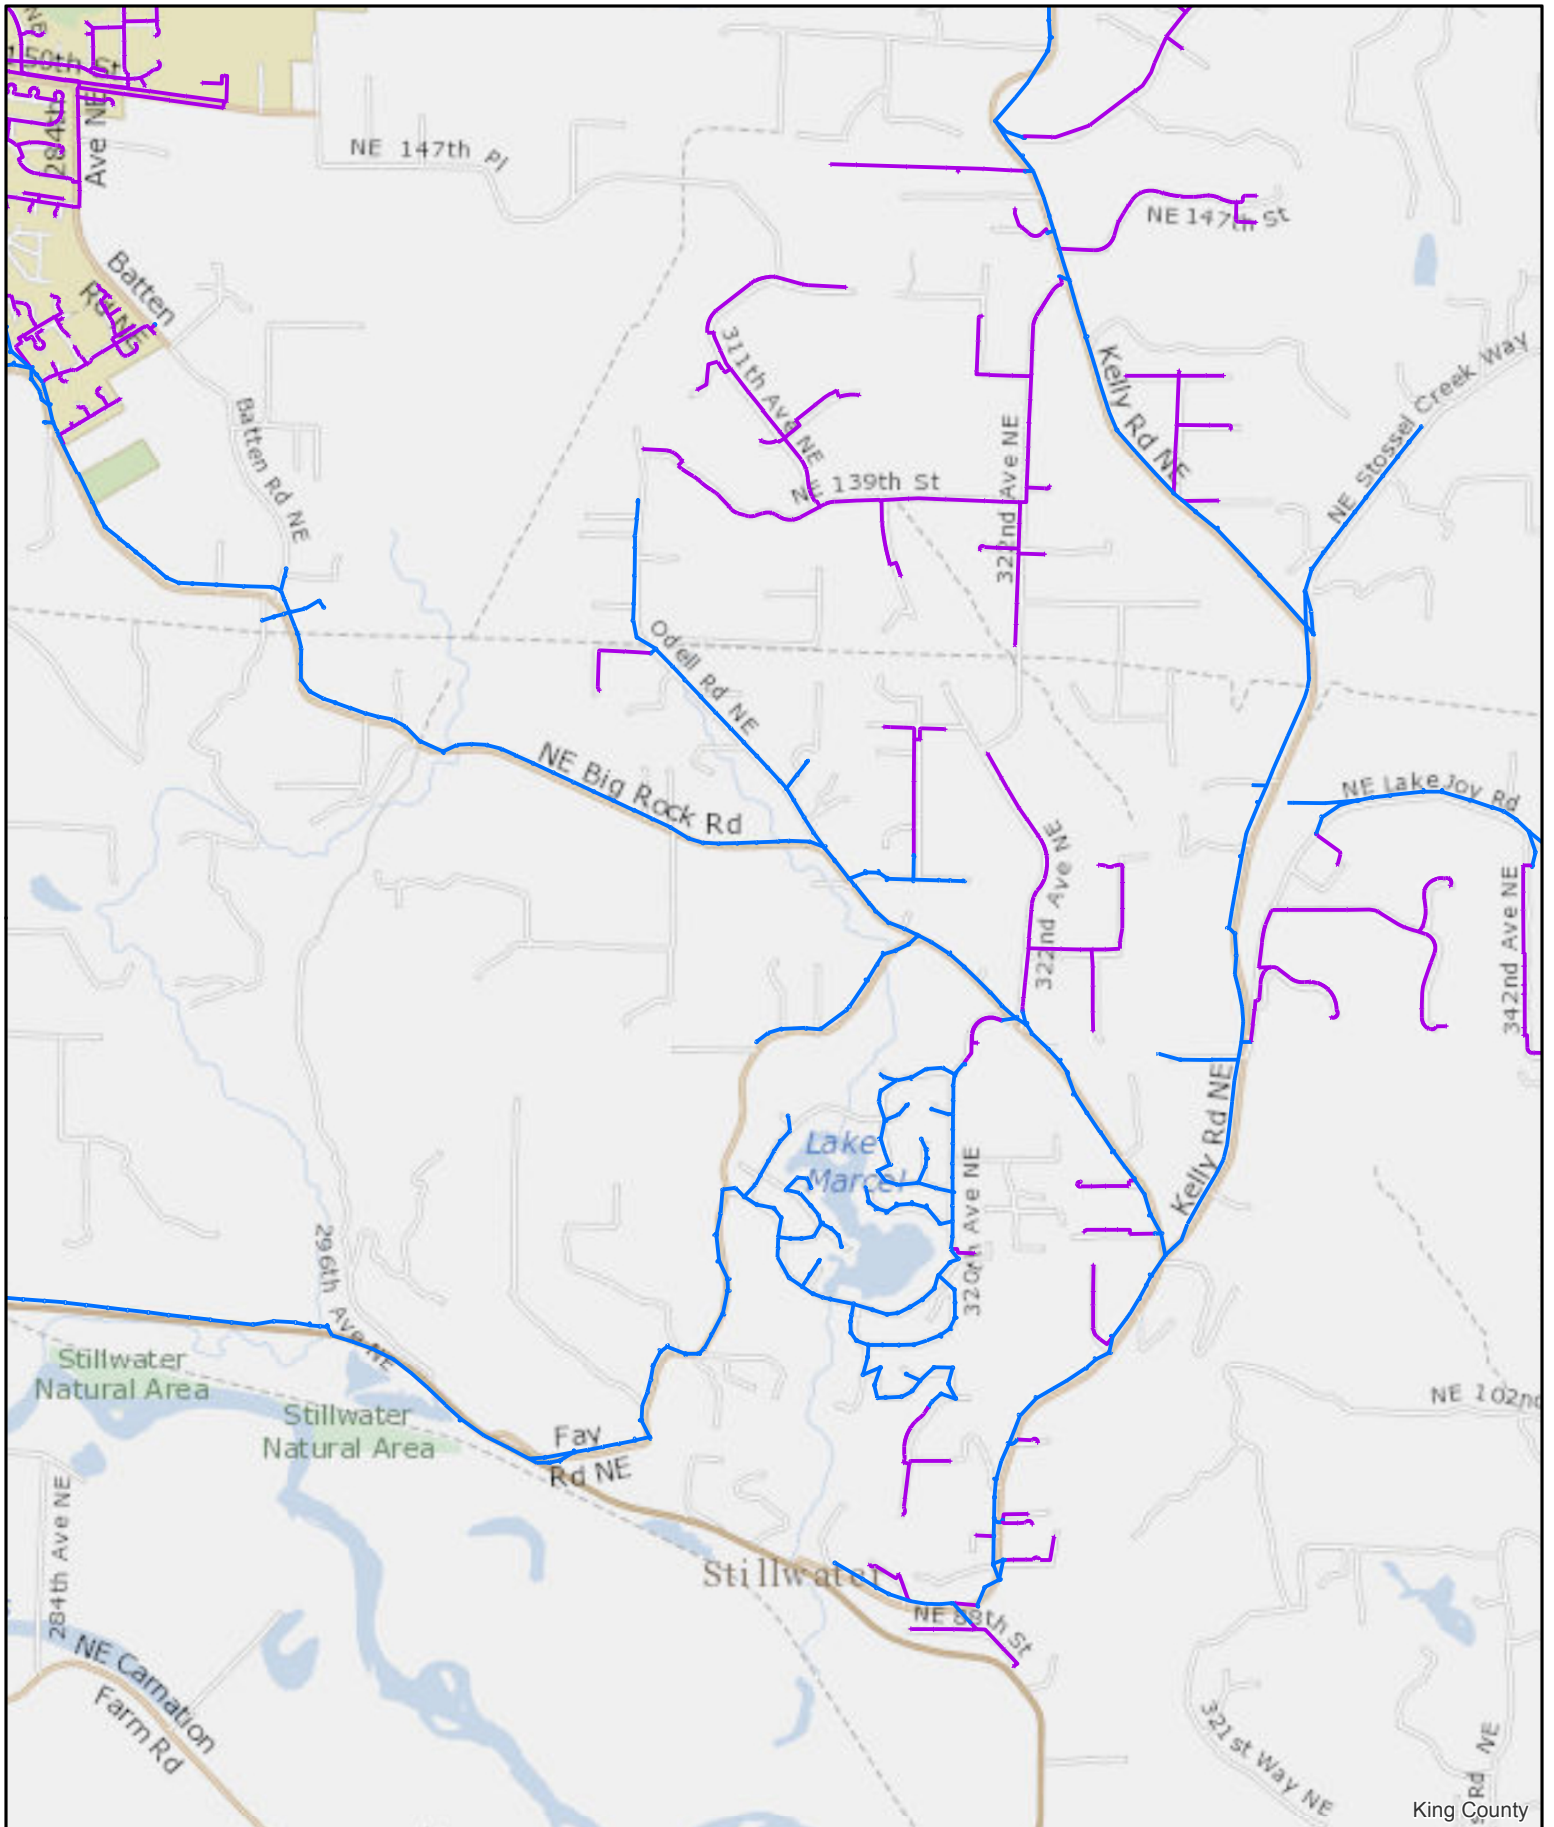 NE
150th St
284th
Ave NE
NE 147th Pl
NE 147th St
Batten
Rd NE
311th Ave NE
Kelly Rd NE
NE Stossel Creek Way
Batten Rd NE
322nd Ave NE
NE 139th St
Odell Rd NE
NE Big Rock Rd
NE Lake Joy Rd
322nd Ave NE
342nd Ave NE
Kelly Rd NE
Lake
Marcel
320th Ave NE
296th Ave NE
Stillwater
Natural Area
NE 102nd
Stillwater
Natural Area
Fay
Rd NE
284th Ave NE
Stillwater
NE 88th St
NE Carnation
Farm Rd
321st Way NE
Rd NE
King County